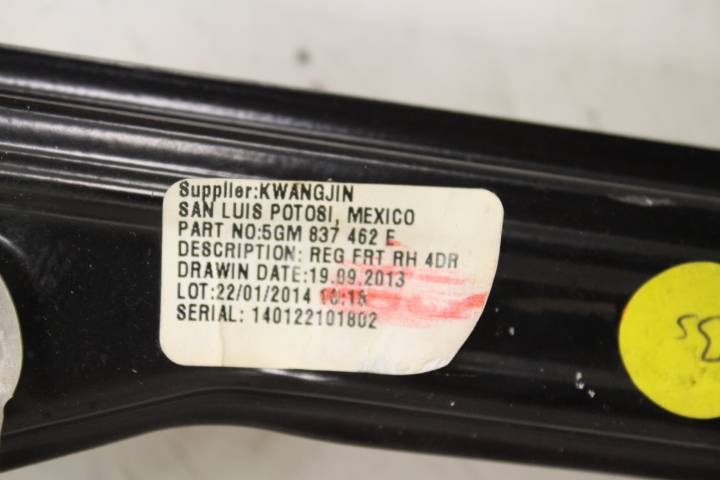 Supplier:KWANGJIN
SAN LUIS POTOSI, MEXICO
PART NO:5GM 837 462 E
DESCRIPTION: REG FRT RH 4DR
DRAWIN DATE:19.09.2013
LOT:22/01/2014
SERIAL: 140122101802